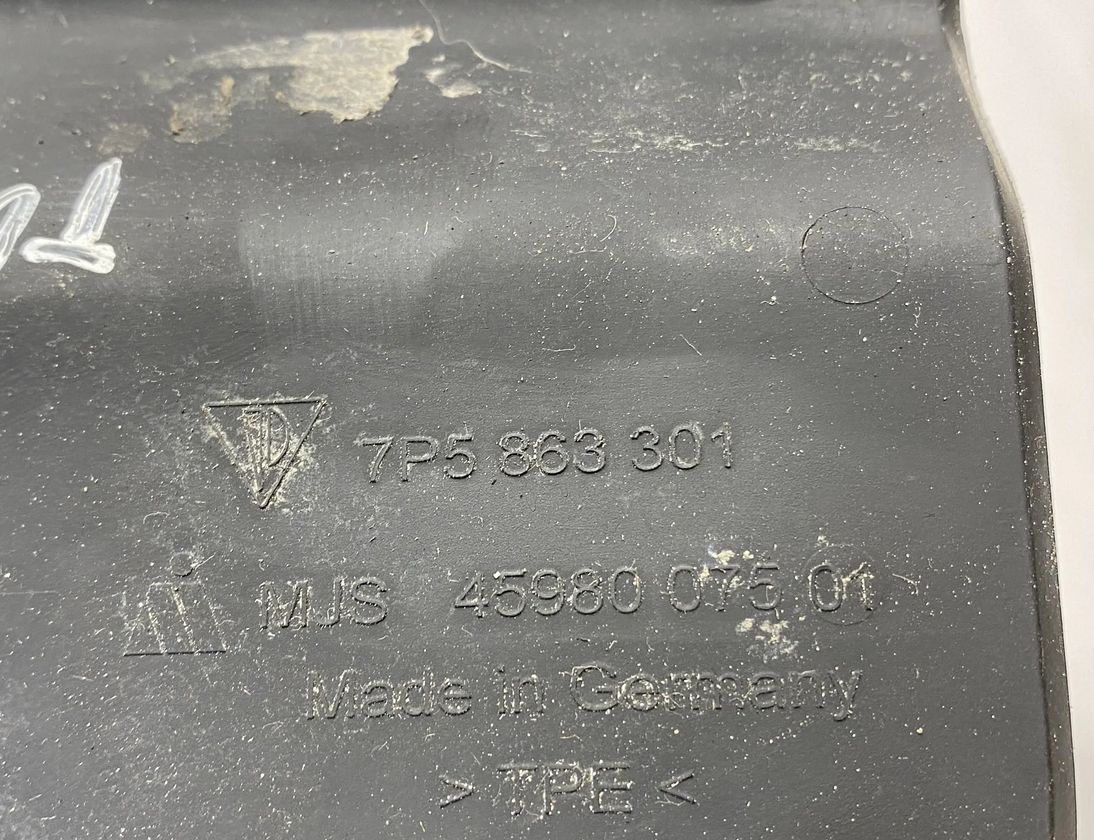 7P5 863 301
MJS 45980 075 01
Made in Germany
> TPE <